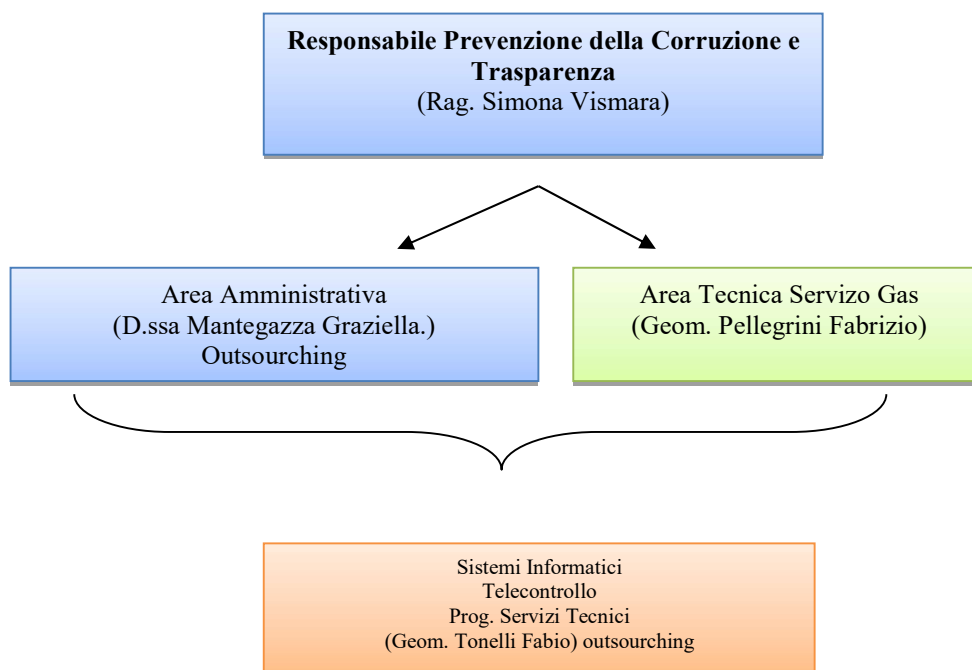 Responsabile Prevenzione della Corruzione e
Trasparenza
(Rag. Simona Vismara)
Area Amministrativa
(D.ssa Mantegazza Graziella.)
Outsourching
Area Tecnica Servizo Gas
(Geom. Pellegrini Fabrizio)
Sistemi Informatici
Telecontrollo
Prog. Servizi Tecnici
(Geom. Tonelli Fabio) outsourching